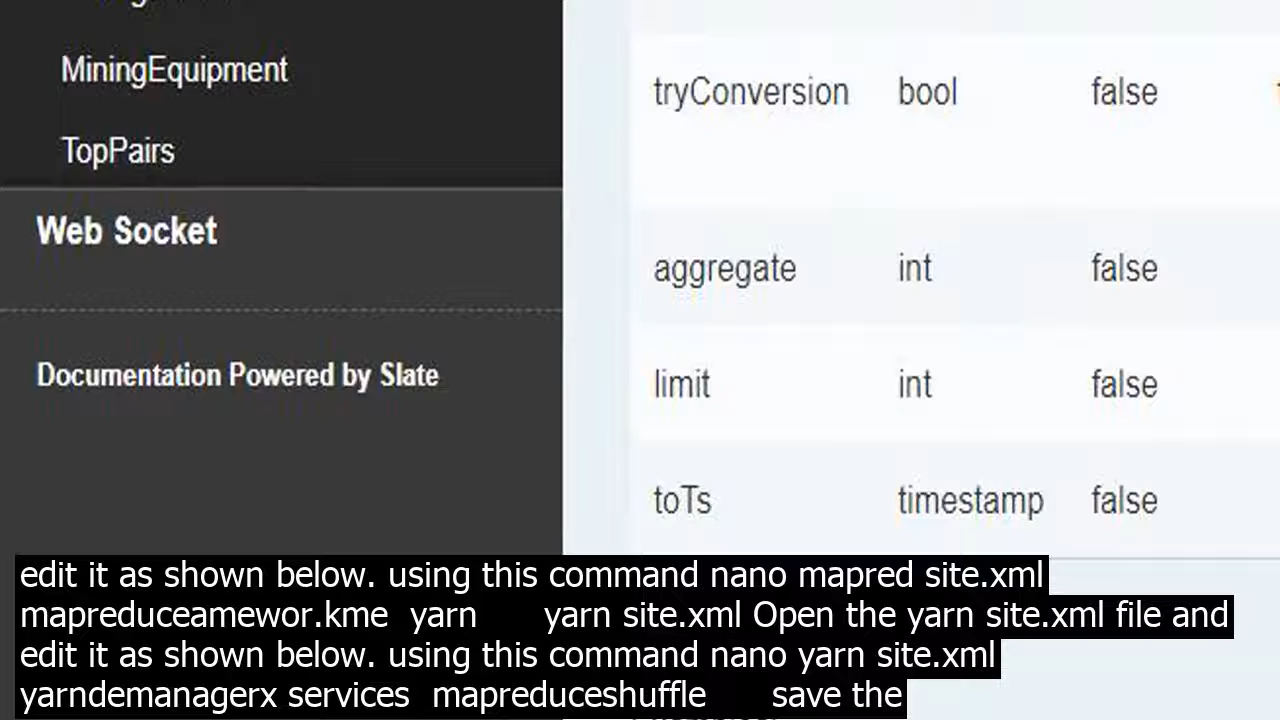 MiningEquipment
TopPairs
Web Socket
Documentation Powered by Slate
tryConversion bool false
aggregate int false
limit int false
toTs timestamp false
edit it as shown below. using this command nano mapred site.xml
mapreduceamewor.kme yarn yarn site.xml Open the yarn site.xml file and
edit it as shown below. using this command nano yarn site.xml
yarndemanagerx services mapreduceshuffle save the